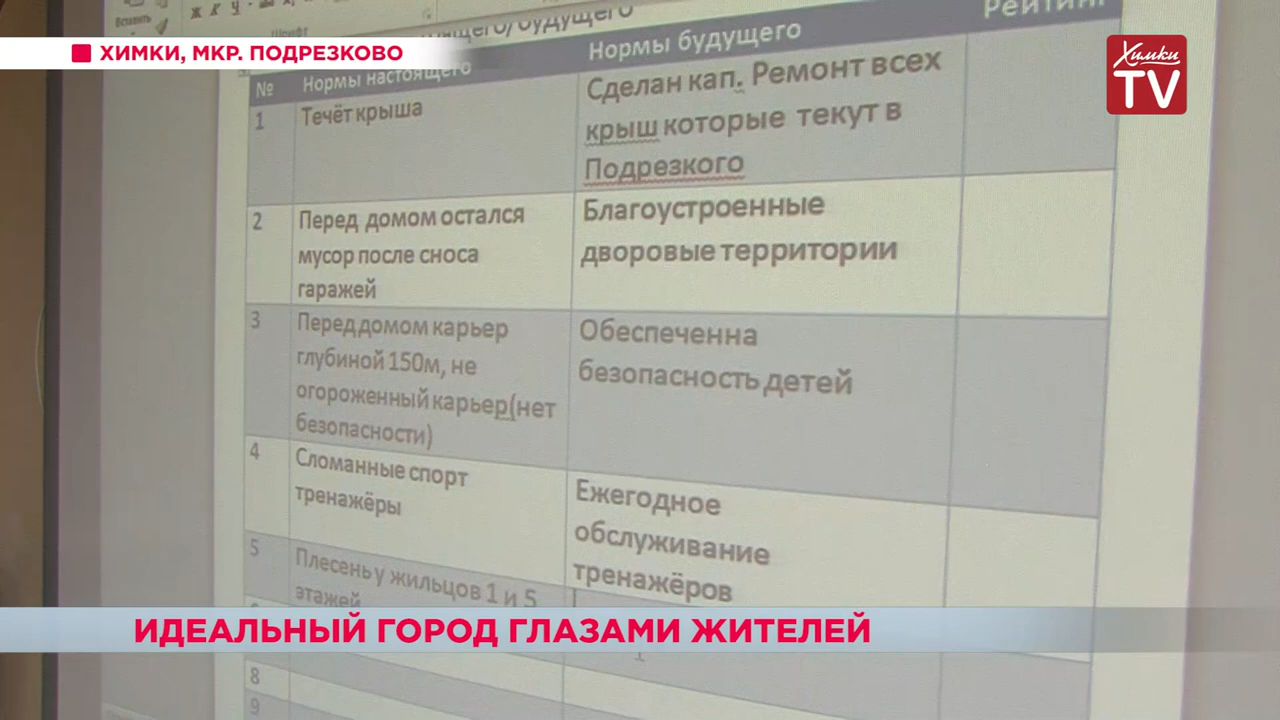 Вставить
Ж К Ч
Шрифт
ХИМКИ, МКР. ПОДРЕЗКОВО
Химки
TV
№
Нормы настоящего
Нормы будущего
Рейтинг
1
Течёт крыша
Сделан кап. Ремонт всех
крыш которые текут в
Подрезкого
2
Перед домом остался
мусор после сноса
гаражей
Благоустроенные
дворовые территории
3
Перед домом карьер
глубиной 150м, не
огороженный карьер(нет
безопасности)
Обеспеченна
безопасность детей
4
Сломанные спорт
тренажёры
Ежегодное
обслуживание
тренажёров
5
Плесень у жильцов 1 и 5
этажей
ИДЕАЛЬНЫЙ ГОРОД ГЛАЗАМИ ЖИТЕЛЕЙ
8
9